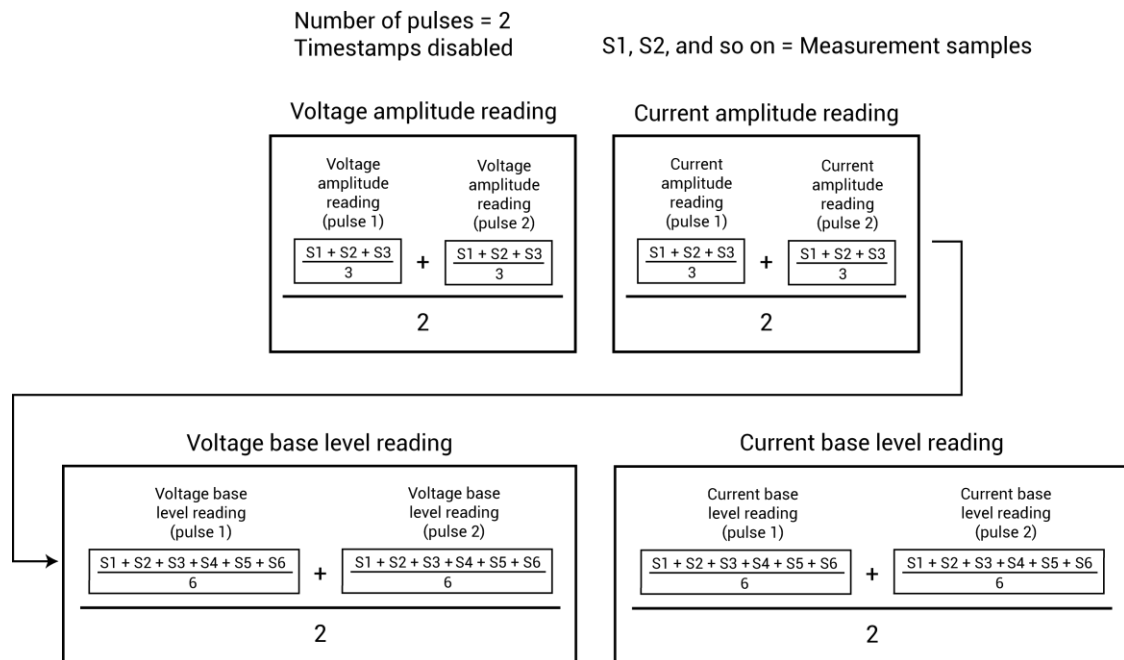 Number of pulses = 2
Timestamps disabled
S1, S2, and so on = Measurement samples
Voltage amplitude reading
Voltage
amplitude
reading
(pulse 1)
S1 + S2 + S3
3
+
Voltage
amplitude
reading
(pulse 2)
S1 + S2 + S3
3
2
Current amplitude reading
Current
amplitude
reading
(pulse 1)
S1 + S2 + S3
3
+
Current
amplitude
reading
(pulse 2)
S1 + S2 + S3
3
2
Voltage base level reading
Voltage base
level reading
(pulse 1)
S1 + S2 + S3 +S4 + S5 + S6
6
+
Voltage base
level reading
(pulse 2)
S1 + S2 + S3 +S4 + S5 + S6
6
2
Current base level reading
Current base
level reading
(pulse 1)
S1 + S2 + S3 +S4 + S5 + S6
6
+
Current base
level reading
(pulse 2)
S1 + S2 + S3 +S4 + S5 + S6
6
2